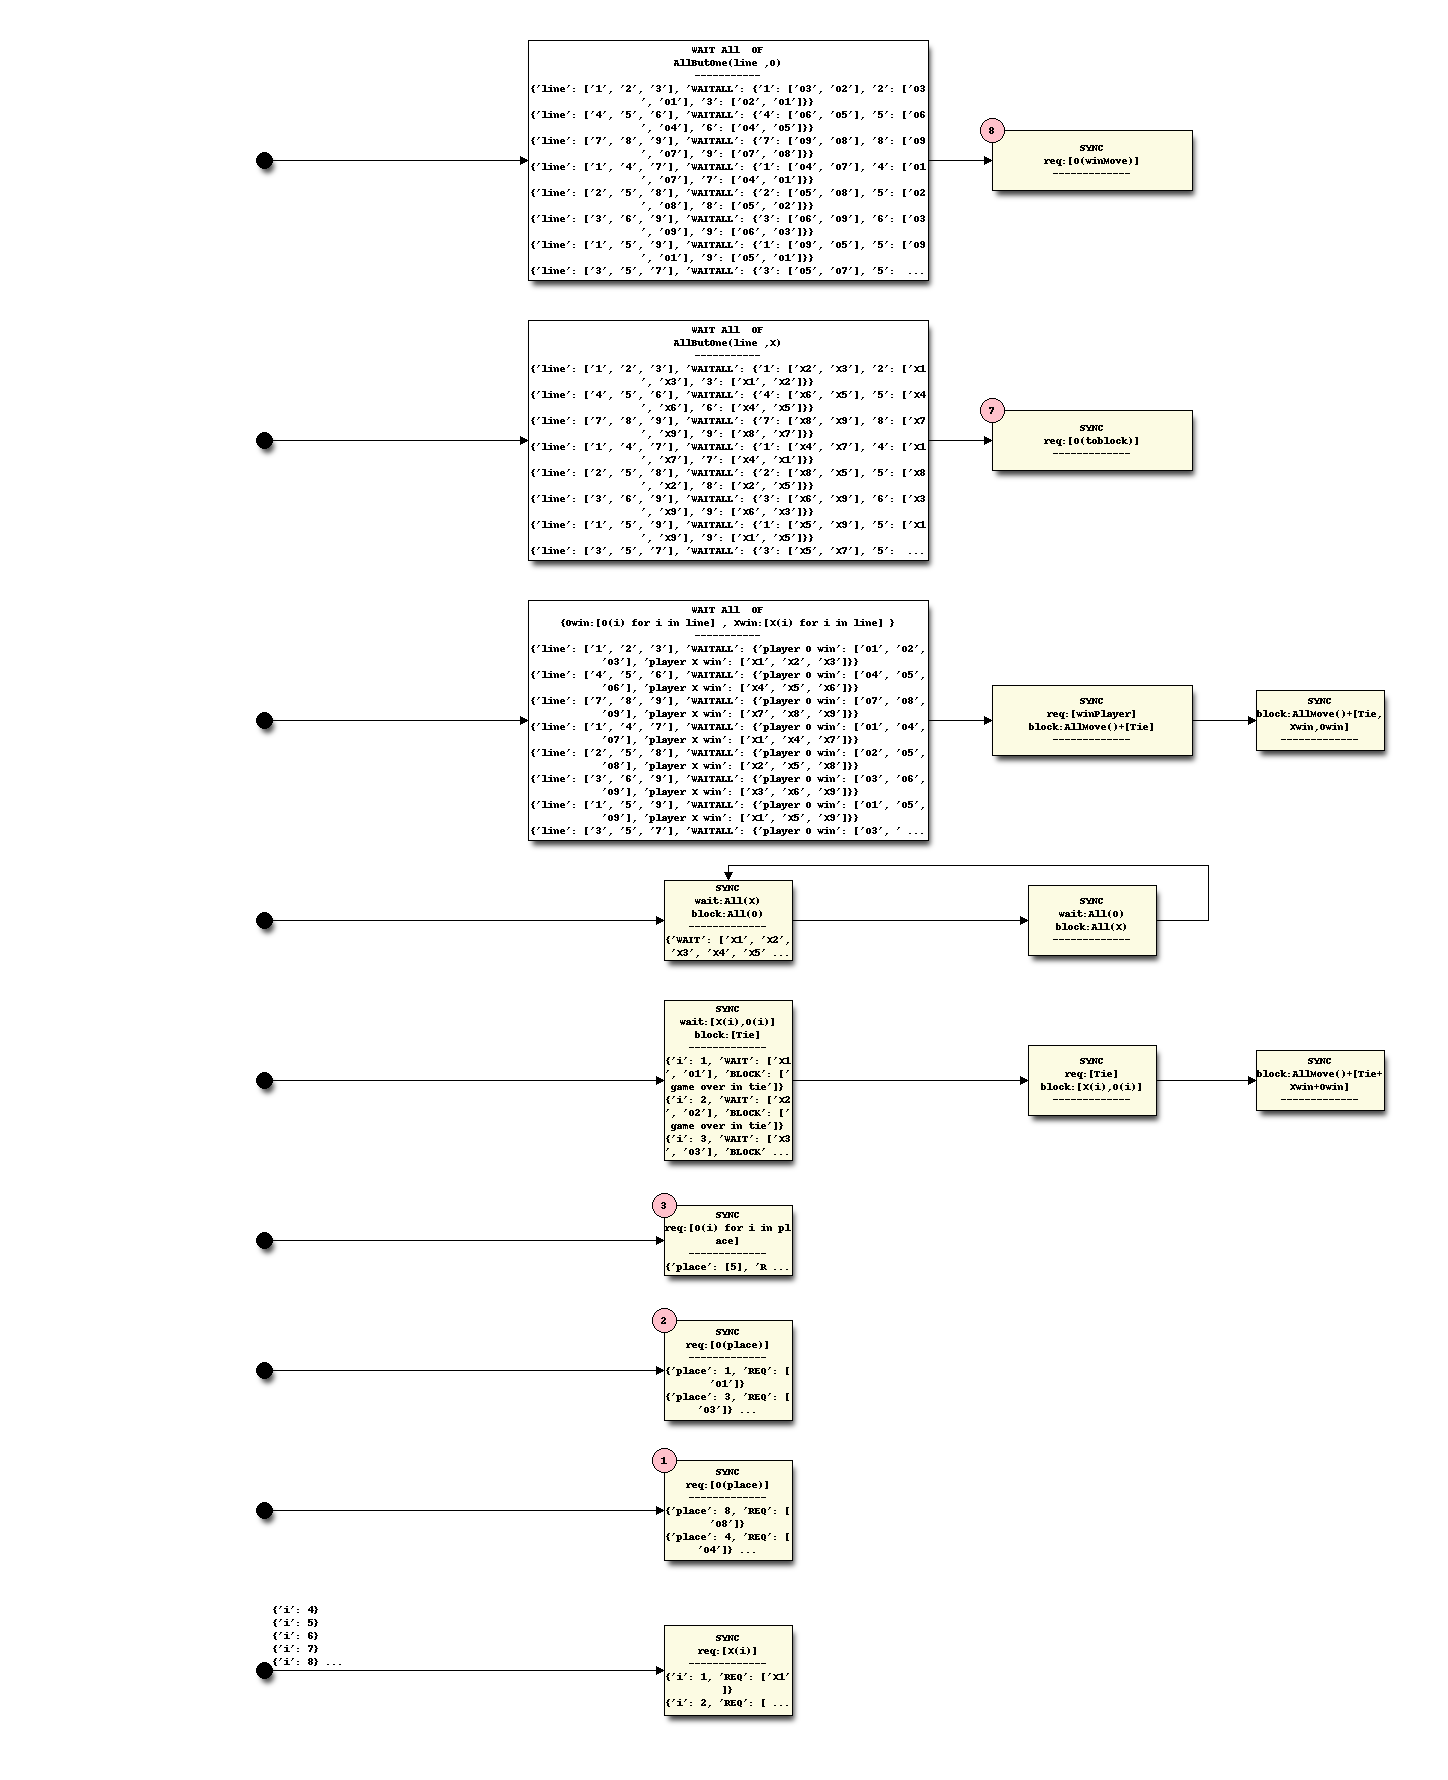 WAIT All OF
AllButOne(line ,O)
-----------
{'line': ['1', '2', '3'], 'WAITALL': {'1': ['O3', 'O2'], '2': ['O3
', 'O1'], '3': ['O2', 'O1']}}
{'line': ['4', '5', '6'], 'WAITALL': {'4': ['O6', 'O5'], '5': ['O6
', 'O4'], '6': ['O4', 'O5']}}
{'line': ['7', '8', '9'], 'WAITALL': {'7': ['O9', 'O8'], '8': ['O9
', 'O7'], '9': ['O7', 'O8']}}
{'line': ['1', '4', '7'], 'WAITALL': {'1': ['O4', 'O7'], '4': ['O1
', 'O7'], '7': ['O4', 'O1']}}
{'line': ['2', '5', '8'], 'WAITALL': {'2': ['O5', 'O8'], '5': ['O2
', 'O8'], '8': ['O5', 'O2']}}
{'line': ['3', '6', '9'], 'WAITALL': {'3': ['O6', 'O9'], '6': ['O3
', 'O9'], '9': ['O6', 'O3']}}
{'line': ['1', '5', '9'], 'WAITALL': {'1': ['O9', 'O5'], '5': ['O9
', 'O1'], '9': ['O5', 'O1']}}
{'line': ['3', '5', '7'], 'WAITALL': {'3': ['O5', 'O7'], '5': ...
8
SYNC
req:[O(winMove)]
-------------
WAIT All OF
AllButOne(line ,X)
-----------
{'line': ['1', '2', '3'], 'WAITALL': {'1': ['X2', 'X3'], '2': ['X1
', 'X3'], '3': ['X1', 'X2']}}
{'line': ['4', '5', '6'], 'WAITALL': {'4': ['X6', 'X5'], '5': ['X4
', 'X6'], '6': ['X4', 'X5']}}
{'line': ['7', '8', '9'], 'WAITALL': {'7': ['X8', 'X9'], '8': ['X7
', 'X9'], '9': ['X8', 'X7']}}
{'line': ['1', '4', '7'], 'WAITALL': {'1': ['X4', 'X7'], '4': ['X1
', 'X7'], '7': ['X4', 'X1']}}
{'line': ['2', '5', '8'], 'WAITALL': {'2': ['X8', 'X5'], '5': ['X8
', 'X2'], '8': ['X2', 'X5']}}
{'line': ['3', '6', '9'], 'WAITALL': {'3': ['X6', 'X9'], '6': ['X3
', 'X9'], '9': ['X6', 'X3']}}
{'line': ['1', '5', '9'], 'WAITALL': {'1': ['X5', 'X9'], '5': ['X1
', 'X9'], '9': ['X1', 'X5']}}
{'line': ['3', '5', '7'], 'WAITALL': {'3': ['X5', 'X7'], '5': ...
7
SYNC
req:[O(toblock)]
-------------
WAIT All OF
{Owin:[O(i) for i in line] , Xwin:[X(i) for i in line] }
-----------
{'line': ['1', '2', '3'], 'WAITALL': {'player O win': ['O1', 'O2',
'O3'], 'player X win': ['X1', 'X2', 'X3']}}
{'line': ['4', '5', '6'], 'WAITALL': {'player O win': ['O4', 'O5',
'O6'], 'player X win': ['X4', 'X5', 'X6']}}
{'line': ['7', '8', '9'], 'WAITALL': {'player O win': ['O7', 'O8',
'O9'], 'player X win': ['X7', 'X8', 'X9']}}
{'line': ['1', '4', '7'], 'WAITALL': {'player O win': ['O1', 'O4',
'O7'], 'player X win': ['X1', 'X4', 'X7']}}
{'line': ['2', '5', '8'], 'WAITALL': {'player O win': ['O2', 'O5',
'O8'], 'player X win': ['X2', 'X5', 'X8']}}
{'line': ['3', '6', '9'], 'WAITALL': {'player O win': ['O3', 'O6',
'O9'], 'player X win': ['X3', 'X6', 'X9']}}
{'line': ['1', '5', '9'], 'WAITALL': {'player O win': ['O1', 'O5',
'O9'], 'player X win': ['X1', 'X5', 'X9']}}
{'line': ['3', '5', '7'], 'WAITALL': {'player O win': ['O3', ' ...
SYNC
req:[winPlayer]
block:AllMove()+[Tie]
-------------
SYNC
block:AllMove()+[Tie,
Xwin,Owin]
-------------
SYNC
wait:All(X)
block:All(O)
-------------
{'WAIT': ['X1', 'X2',
'X3', 'X4', 'X5' ...
SYNC
wait:All(O)
block:All(X)
-------------
SYNC
wait:[X(i),O(i)]
block:[Tie]
-------------
{'i': 1, 'WAIT': ['X1
', 'O1'], 'BLOCK': ['
game over in tie']}
{'i': 2, 'WAIT': ['X2
', 'O2'], 'BLOCK': ['
game over in tie']}
{'i': 3, 'WAIT': ['X3
', 'O3'], 'BLOCK' ...
SYNC
req:[Tie]
block:[X(i),O(i)]
-------------
SYNC
block:AllMove()+[Tie+
Xwin+Owin]
-------------
3
SYNC
req:[O(i) for i in pl
ace]
-------------
{'place': [5], 'R ...
2
SYNC
req:[O(place)]
-------------
{'place': 1, 'REQ': [
'O1']}
{'place': 3, 'REQ': [
'O3']} ...
1
SYNC
req:[O(place)]
-------------
{'place': 8, 'REQ': [
'O8']}
{'place': 4, 'REQ': [
'O4']} ...
{'i': 4}
{'i': 5}
{'i': 6}
{'i': 7}
{'i': 8} ...
SYNC
req:[X(i)]
-------------
{'i': 1, 'REQ': ['X1'
]}
{'i': 2, 'REQ': [ ...